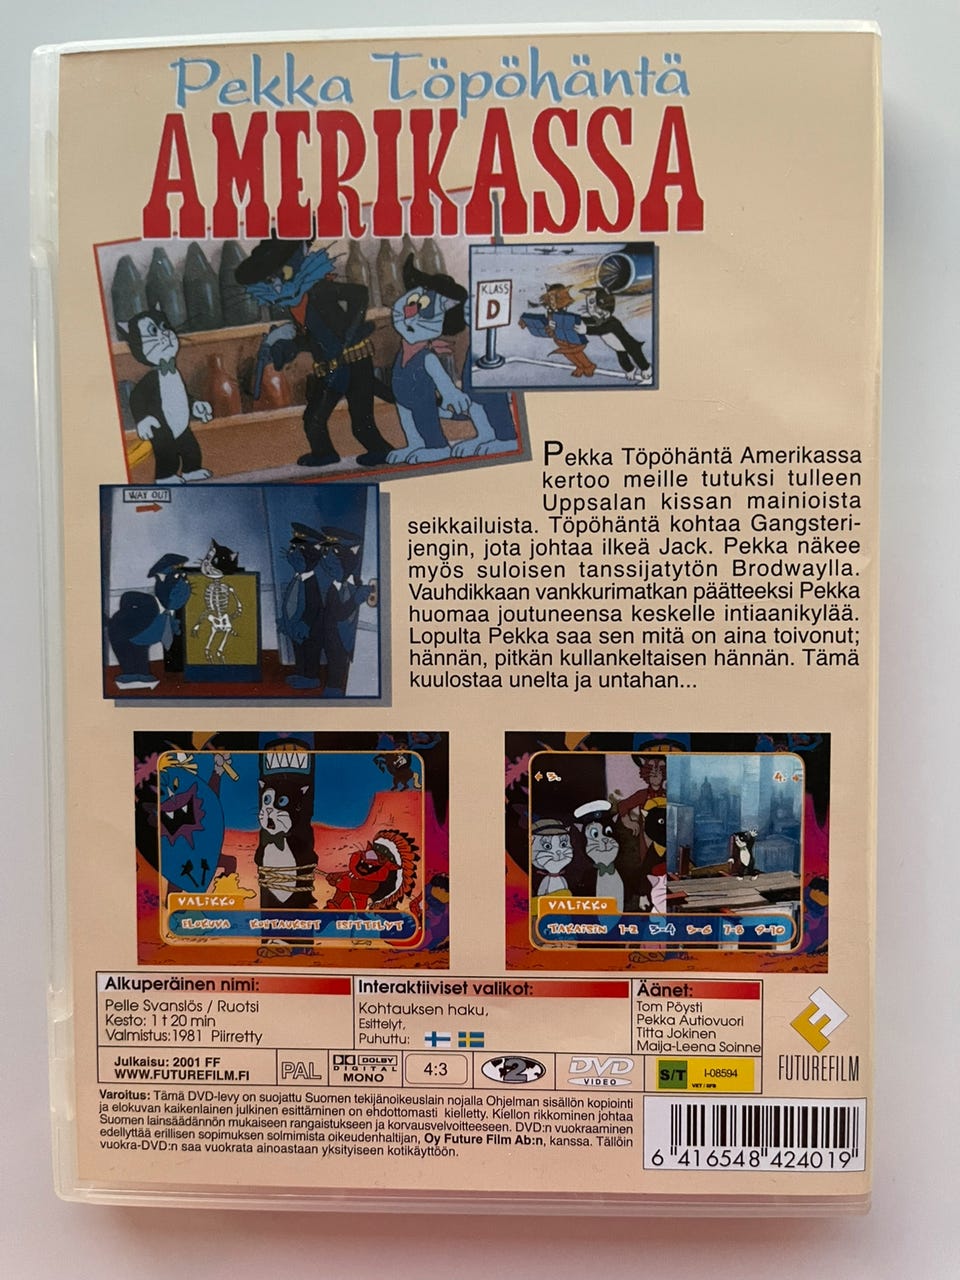 Pekka Töpöhäntä
AMERIKASSA
KLASS
D
WAY OUT
Pekka Töpöhäntä Amerikassa
kertoo meille tutuksi tulleen
Uppsalan kissan mainioista
seikkailuista. Töpöhäntä kohtaa Gangsteri-
jengin, jota johtaa ilkeä Jack. Pekka näkee
myös suloisen tanssijatytön Brodwaylla.
Vauhdikkaan vankkurimatkan päätteeksi Pekka
huomaa joutuneensa keskelle intiaanikylää.
Lopulta Pekka saa sen mitä on aina toivonut;
hännän, pitkän kullankeltaisen hännän. Tämä
kuulostaa unelta ja untahan...
VALIKKO
ELOKUVA KOHTAUKSET ESITTELYT
3. 4.
VALIKKO
TAKAISIN 1-2 3-4 5-6 7-8 9-10
Alkuperäinen nimi:
Pelle Svanslös / Ruotsi
Kesto: 1 t 20 min
Valmistus:1981 Piirretty
Interaktiiviset valikot:
Kohtauksen haku,
Esittelyt,
Puhuttu:
Äänet:
Tom Pöysti
Pekka Autiovuori
Titta Jokinen
Maija-Leena Soinne
FUTUREFILM
Julkaisu: 2001 FF
WWW.FUTUREFILM.FI
PAL
DOLBY
DIGITAL
MONO
4:3
2
DVD
VIDEO
S/T
I-08594
VET / SFB
Varoitus: Tämä DVD-levy on suojattu Suomen tekijänoikeuslain nojalla Ohjelman sisällön kopiointi
ja elokuvan kaikenlainen julkinen esittäminen on ehdottomasti kielletty. Kiellon rikkominen johtaa
Suomen lainsäädännön mukaiseen rangaistukseen ja korvausvelvoitteeseen. DVD:n vuokraaminen
edellyttää erillisen sopimuksen solmimista oikeudenhaltijan, Oy Future Film Ab:n, kanssa. Tällöin
vuokra-DVD:n saa vuokrata ainoastaan yksityiseen kotikäyttöön.
6 416548 424019